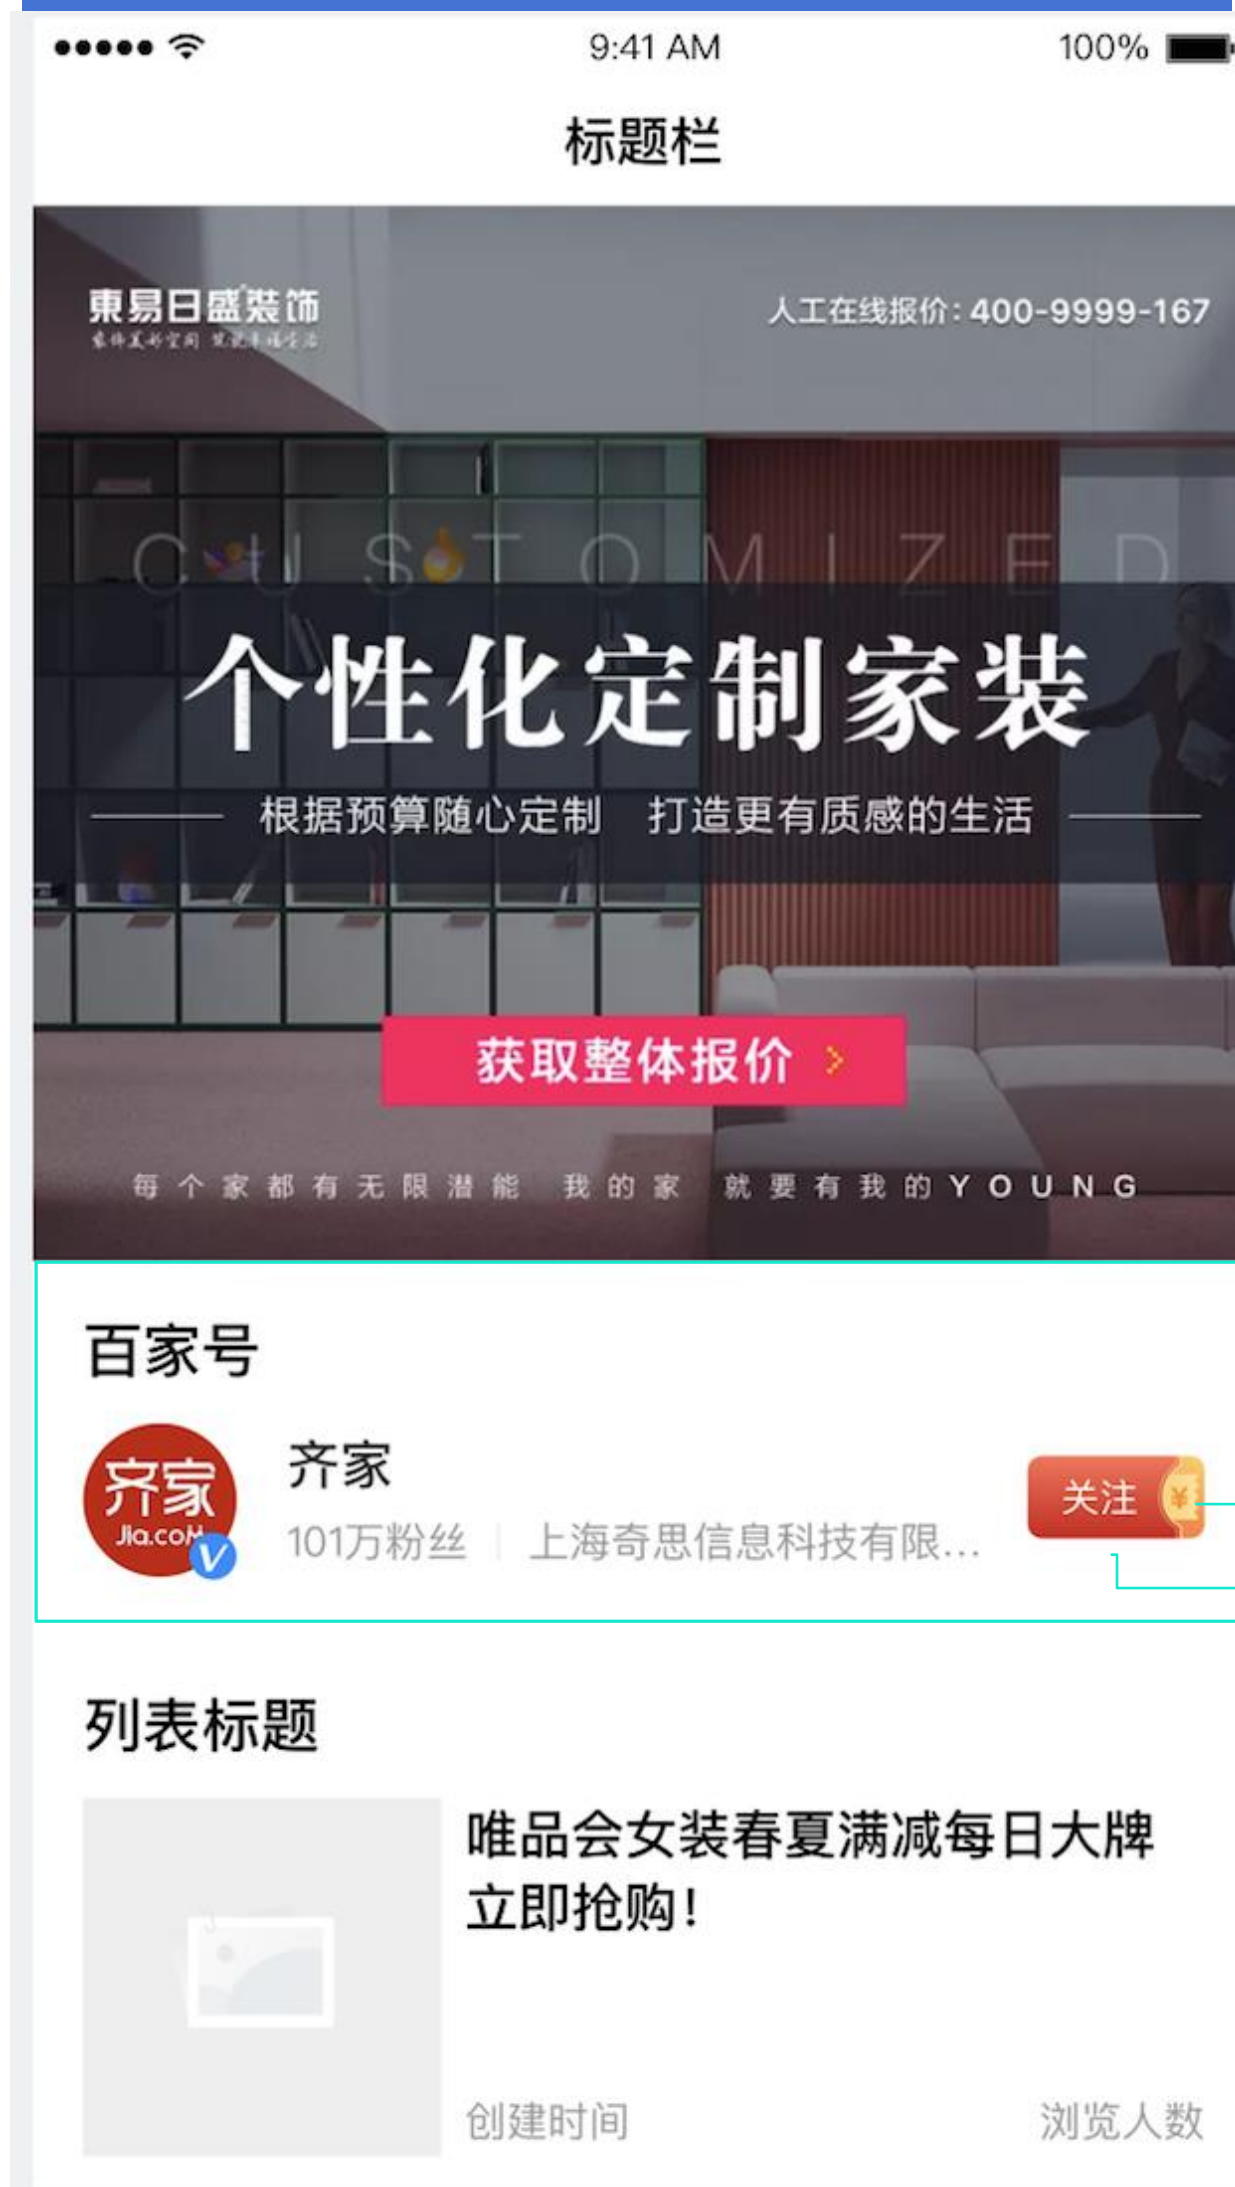 9:41 AM
100%
标题栏
東易日盛装饰
人工在线报价：400-9999-167
CUSTOMIZED
个性化定制家装
根据预算随心定制 打造更有质感的生活
获取整体报价
每个家都有无限潜能 我的家 就要有我的YOUNG
百家号
齐家
Jia.coM
齐家
101万粉丝
上海奇思信息科技有限...
关注
¥
列表标题
唯品会女装春夏满减每日大牌
立即抢购！
创建时间
浏览人数